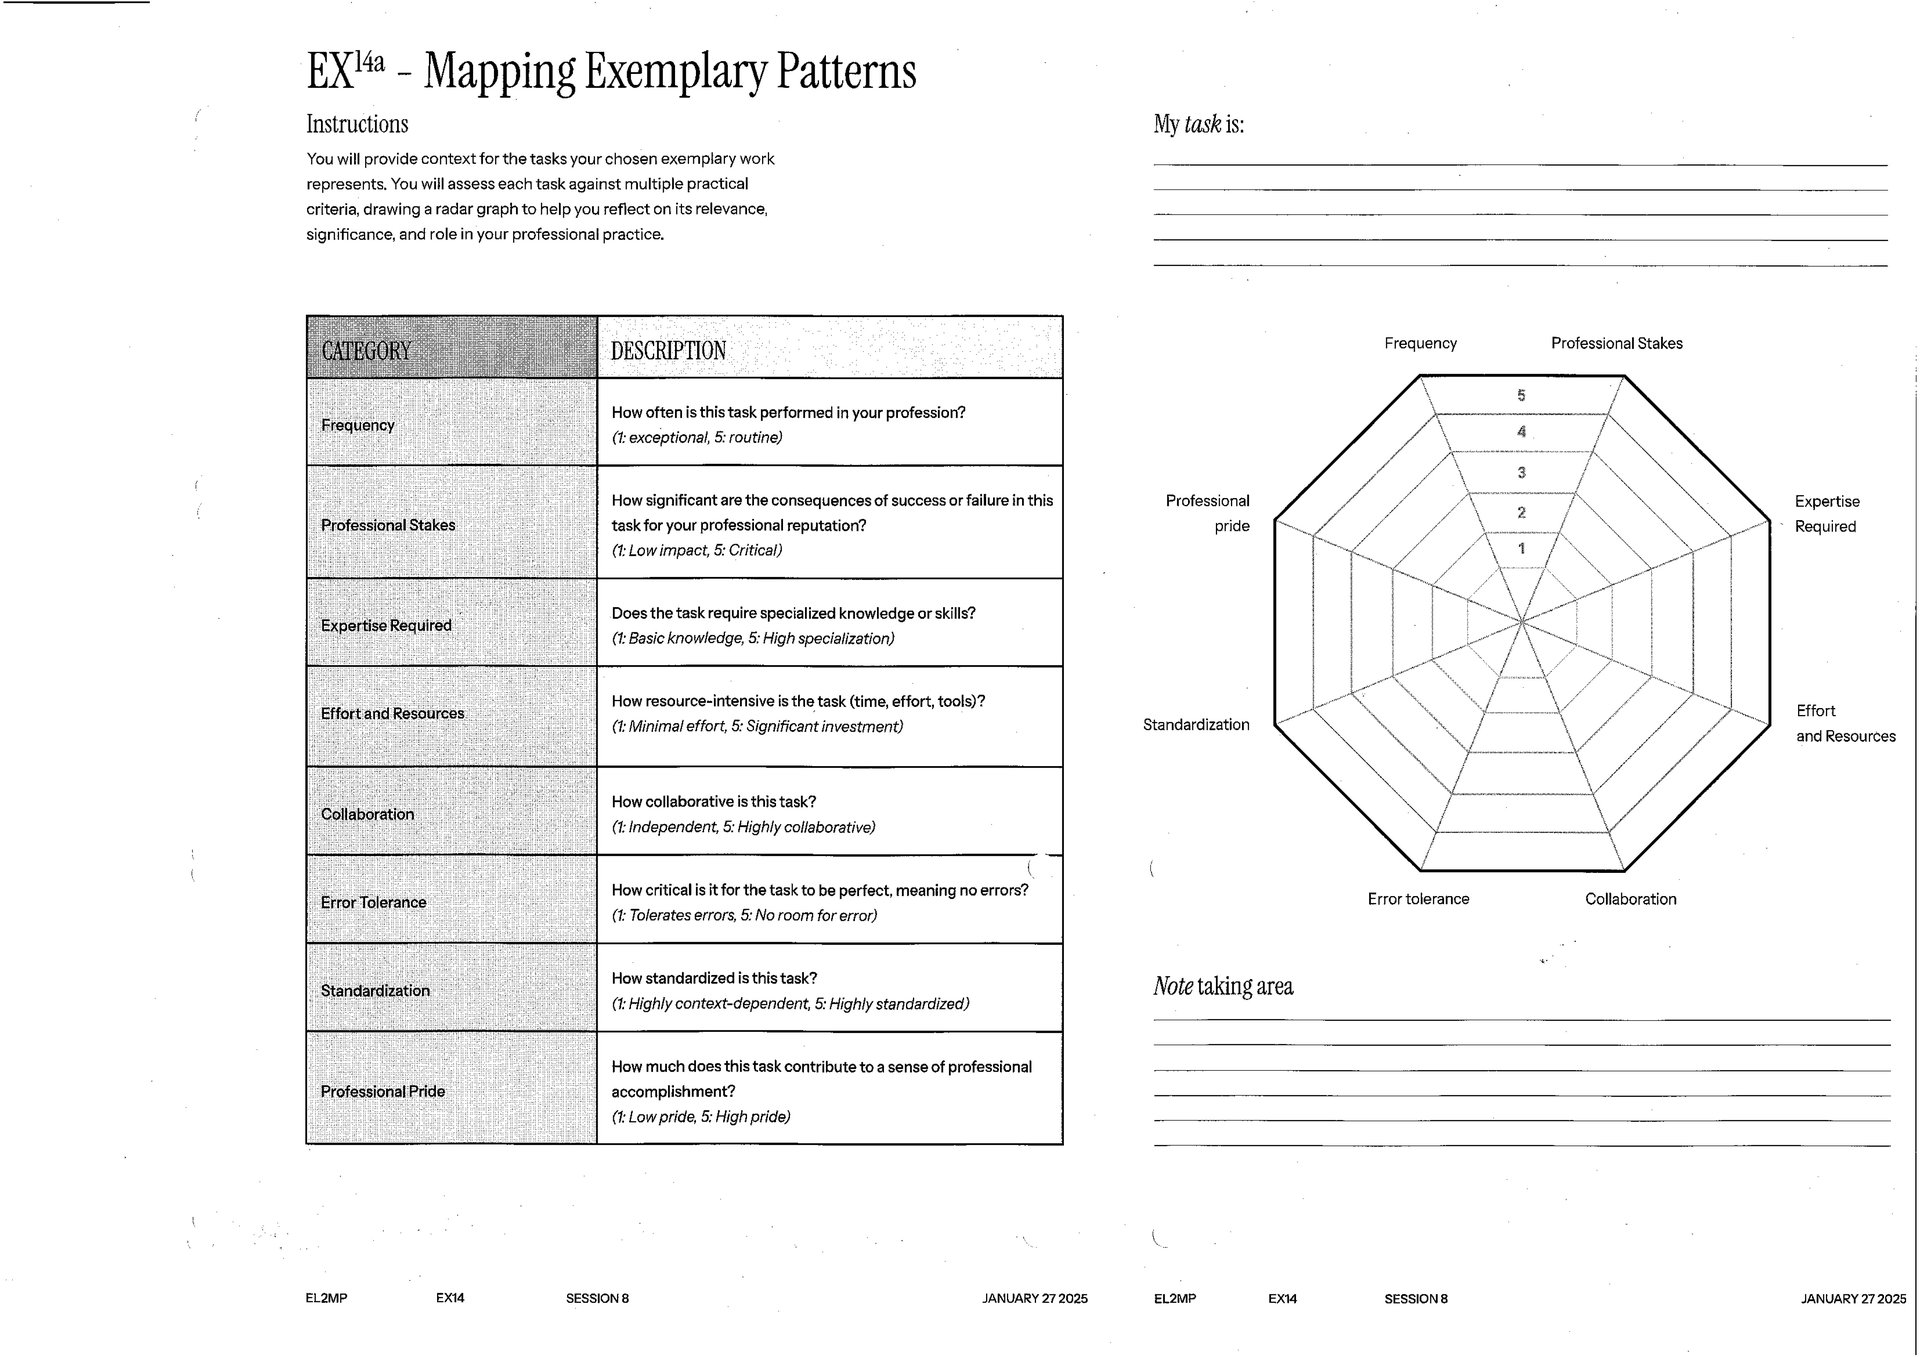 EX14a – Mapping Exemplary Patterns
Instructions
You will provide context for the tasks your chosen exemplary work
represents. You will assess each task against multiple practical
criteria, drawing a radar graph to help you reflect on its relevance,
significance, and role in your professional practice.
CATEGORY
DESCRIPTION
Frequency
How often is this task performed in your profession?
(1: exceptional, 5: routine)
Professional Stakes
How significant are the consequences of success or failure in this
task for your professional reputation?
(1: Low impact, 5: Critical)
Expertise Required
Does the task require specialized knowledge or skills?
(1: Basic knowledge, 5: High specialization)
Effort and Resources
How resource-intensive is the task (time, effort, tools)?
(1: Minimal effort, 5: Significant investment)
Collaboration
How collaborative is this task?
(1: Independent, 5: Highly collaborative)
Error Tolerance
How critical is it for the task to be perfect, meaning no errors?
(1: Tolerates errors, 5: No room for error)
Standardization
How standardized is this task?
(1: Highly context-dependent, 5: Highly standardized)
Professional Pride
How much does this task contribute to a sense of professional
accomplishment?
(1: Low pride, 5: High pride)
EL2MP EX14 SESSION 8 JANUARY 27 2025
My task is:
Frequency
Professional Stakes
5
4
3
2
1
Professional
pride
Expertise
Required
Standardization
Effort
and Resources
Error tolerance
Collaboration
Note taking area
EL2MP EX14 SESSION 8 JANUARY 27 2025